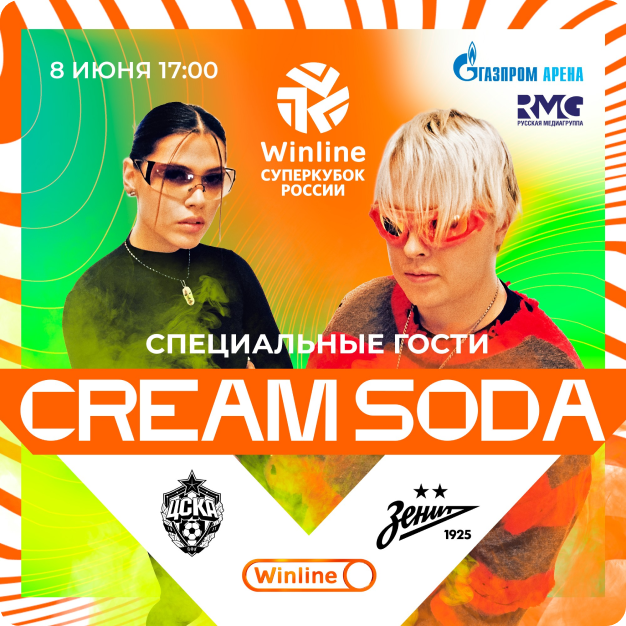 8 ИЮНЯ 17:00
Winline
СУПЕРКУБОК
РОССИИ
ГАЗПРОМ АРЕНА
RMG
РУССКАЯ МЕДИАГРУППА
СПЕЦИАЛЬНЫЕ ГОСТИ
CREAM SODA
ЦСКА
Зенит
1925
Winline